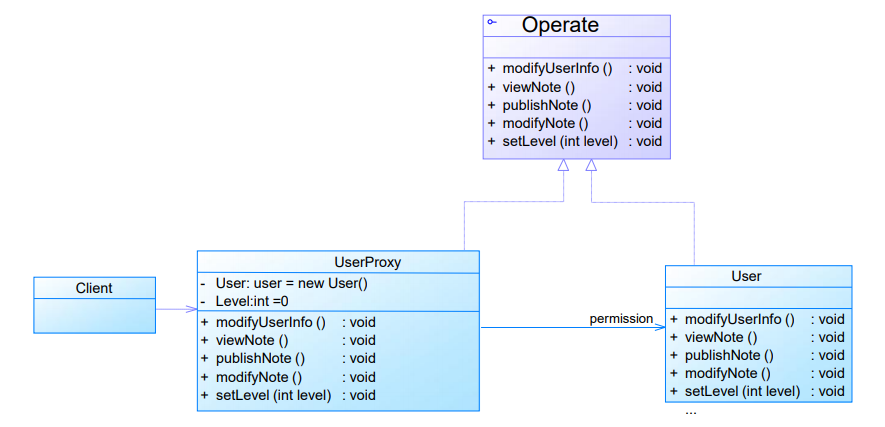 Operate
+ modifyUserInfo () : void
+ viewNote () : void
+ publishNote () : void
+ modifyNote () : void
+ setLevel (int level) : void
UserProxy
- User: user = new User()
- Level:int =0
+ modifyUserInfo () : void
+ viewNote () : void
+ publishNote () : void
+ modifyNote () : void
+ setLevel (int level) : void
Client
permission
User
+ modifyUserInfo () : void
+ viewNote () : void
+ publishNote () : void
+ modifyNote () : void
+ setLevel (int level) : void
...